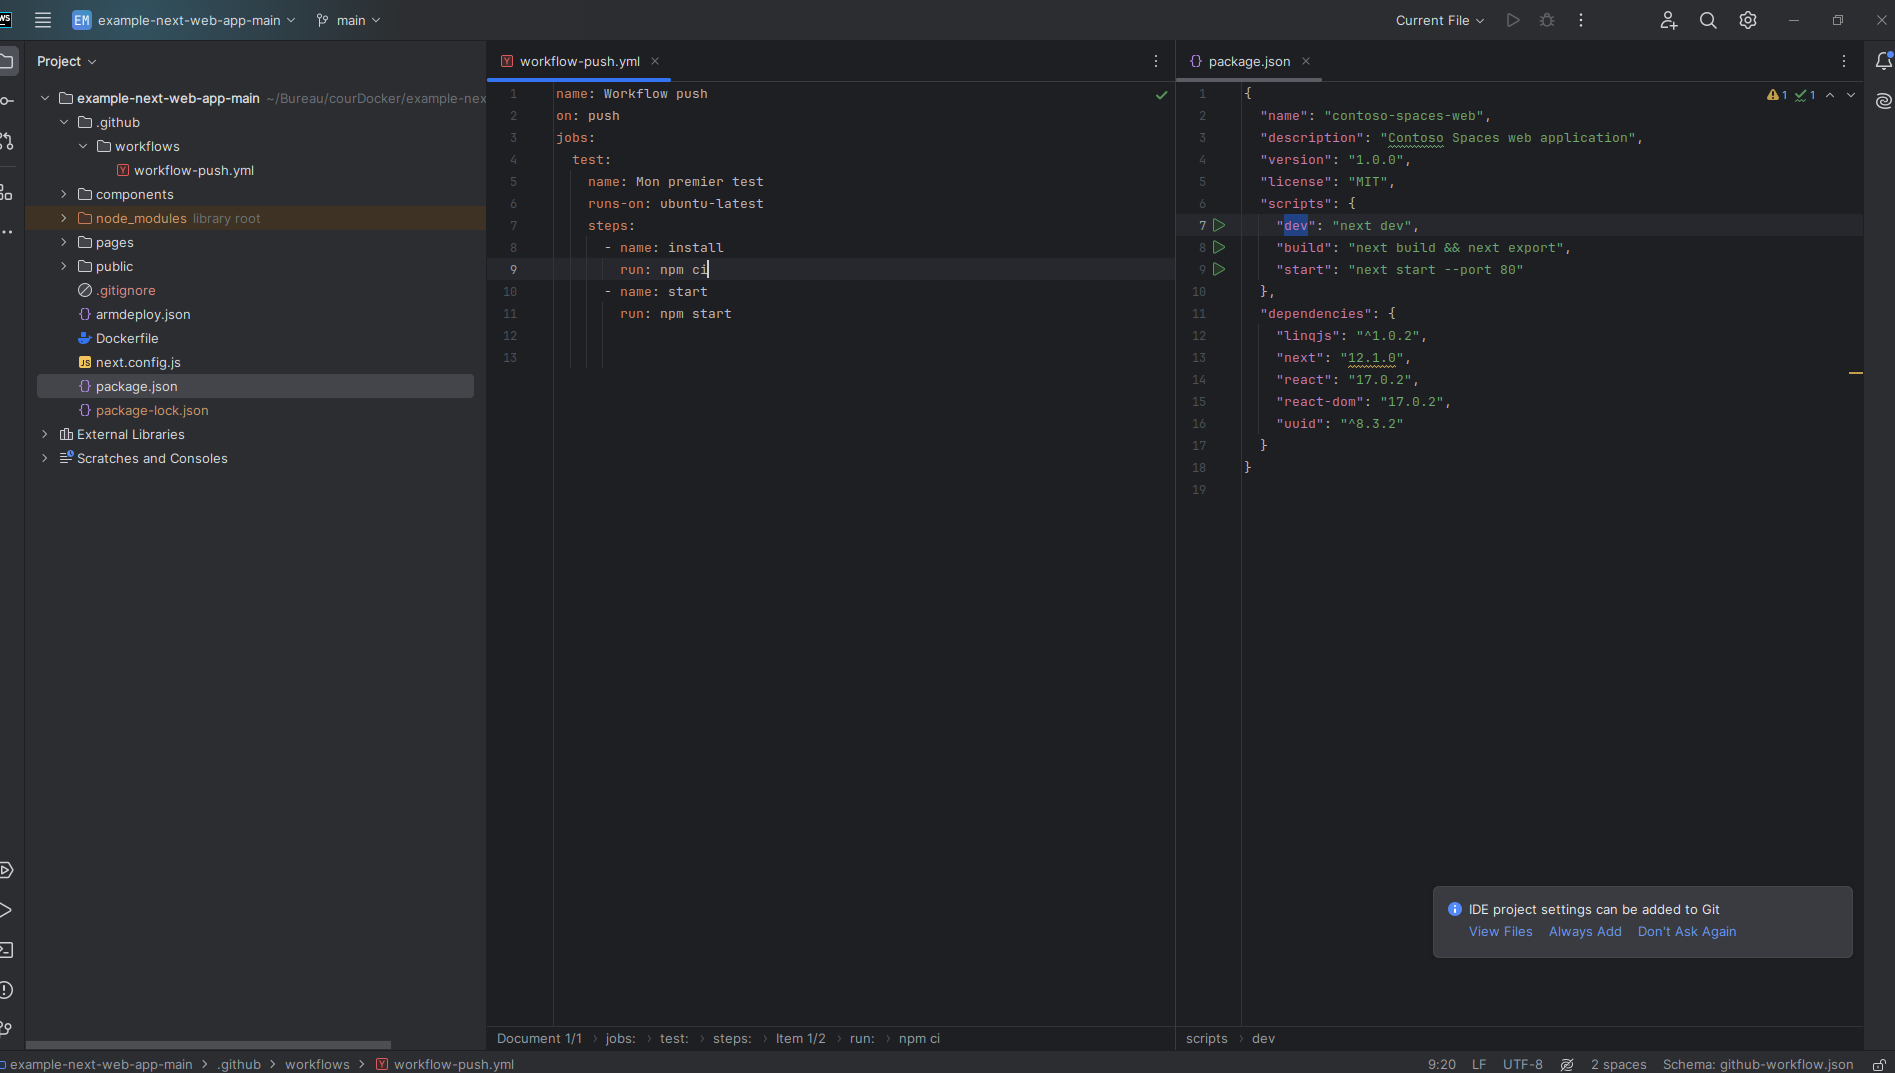 WS
EM example-next-web-app-main
main
Current File
Project
example-next-web-app-main ~/Bureau/courDocker/example-nex
.github
workflows
workflow-push.yml
components
node_modules library root
pages
public
.gitignore
armdeploy.json
Dockerfile
JS next.config.js
package.json
package-lock.json
External Libraries
Scratches and Consoles
Y workflow-push.yml
1 name: Workflow push
2 on: push
3 jobs:
4 test:
5 name: Mon premier test
6 runs-on: ubuntu-latest
7 steps:
8 - name: install
9 run: npm ci
10 - name: start
11 run: npm start
12
13
{} package.json
1 1
1 {
2 "name": "contoso-spaces-web",
3 "description": "Contoso Spaces web application",
4 "version": "1.0.0",
5 "license": "MIT",
6 "scripts": {
7 "dev": "next dev",
8 "build": "next build && next export",
9 "start": "next start --port 80"
10 },
11 "dependencies": {
12 "linqjs": "^1.0.2",
13 "next": "12.1.0",
14 "react": "17.0.2",
15 "react-dom": "17.0.2",
16 "uuid": "^8.3.2"
17 }
18 }
19
IDE project settings can be added to Git
View Files Always Add Don't Ask Again
Document 1/1 › jobs: › test: › steps: › Item 1/2 › run: › npm ci
scripts › dev
example-next-web-app-main > .github > workflows > Y workflow-push.yml
9:20 LF UTF-8 2 spaces Schema: github-workflow.json